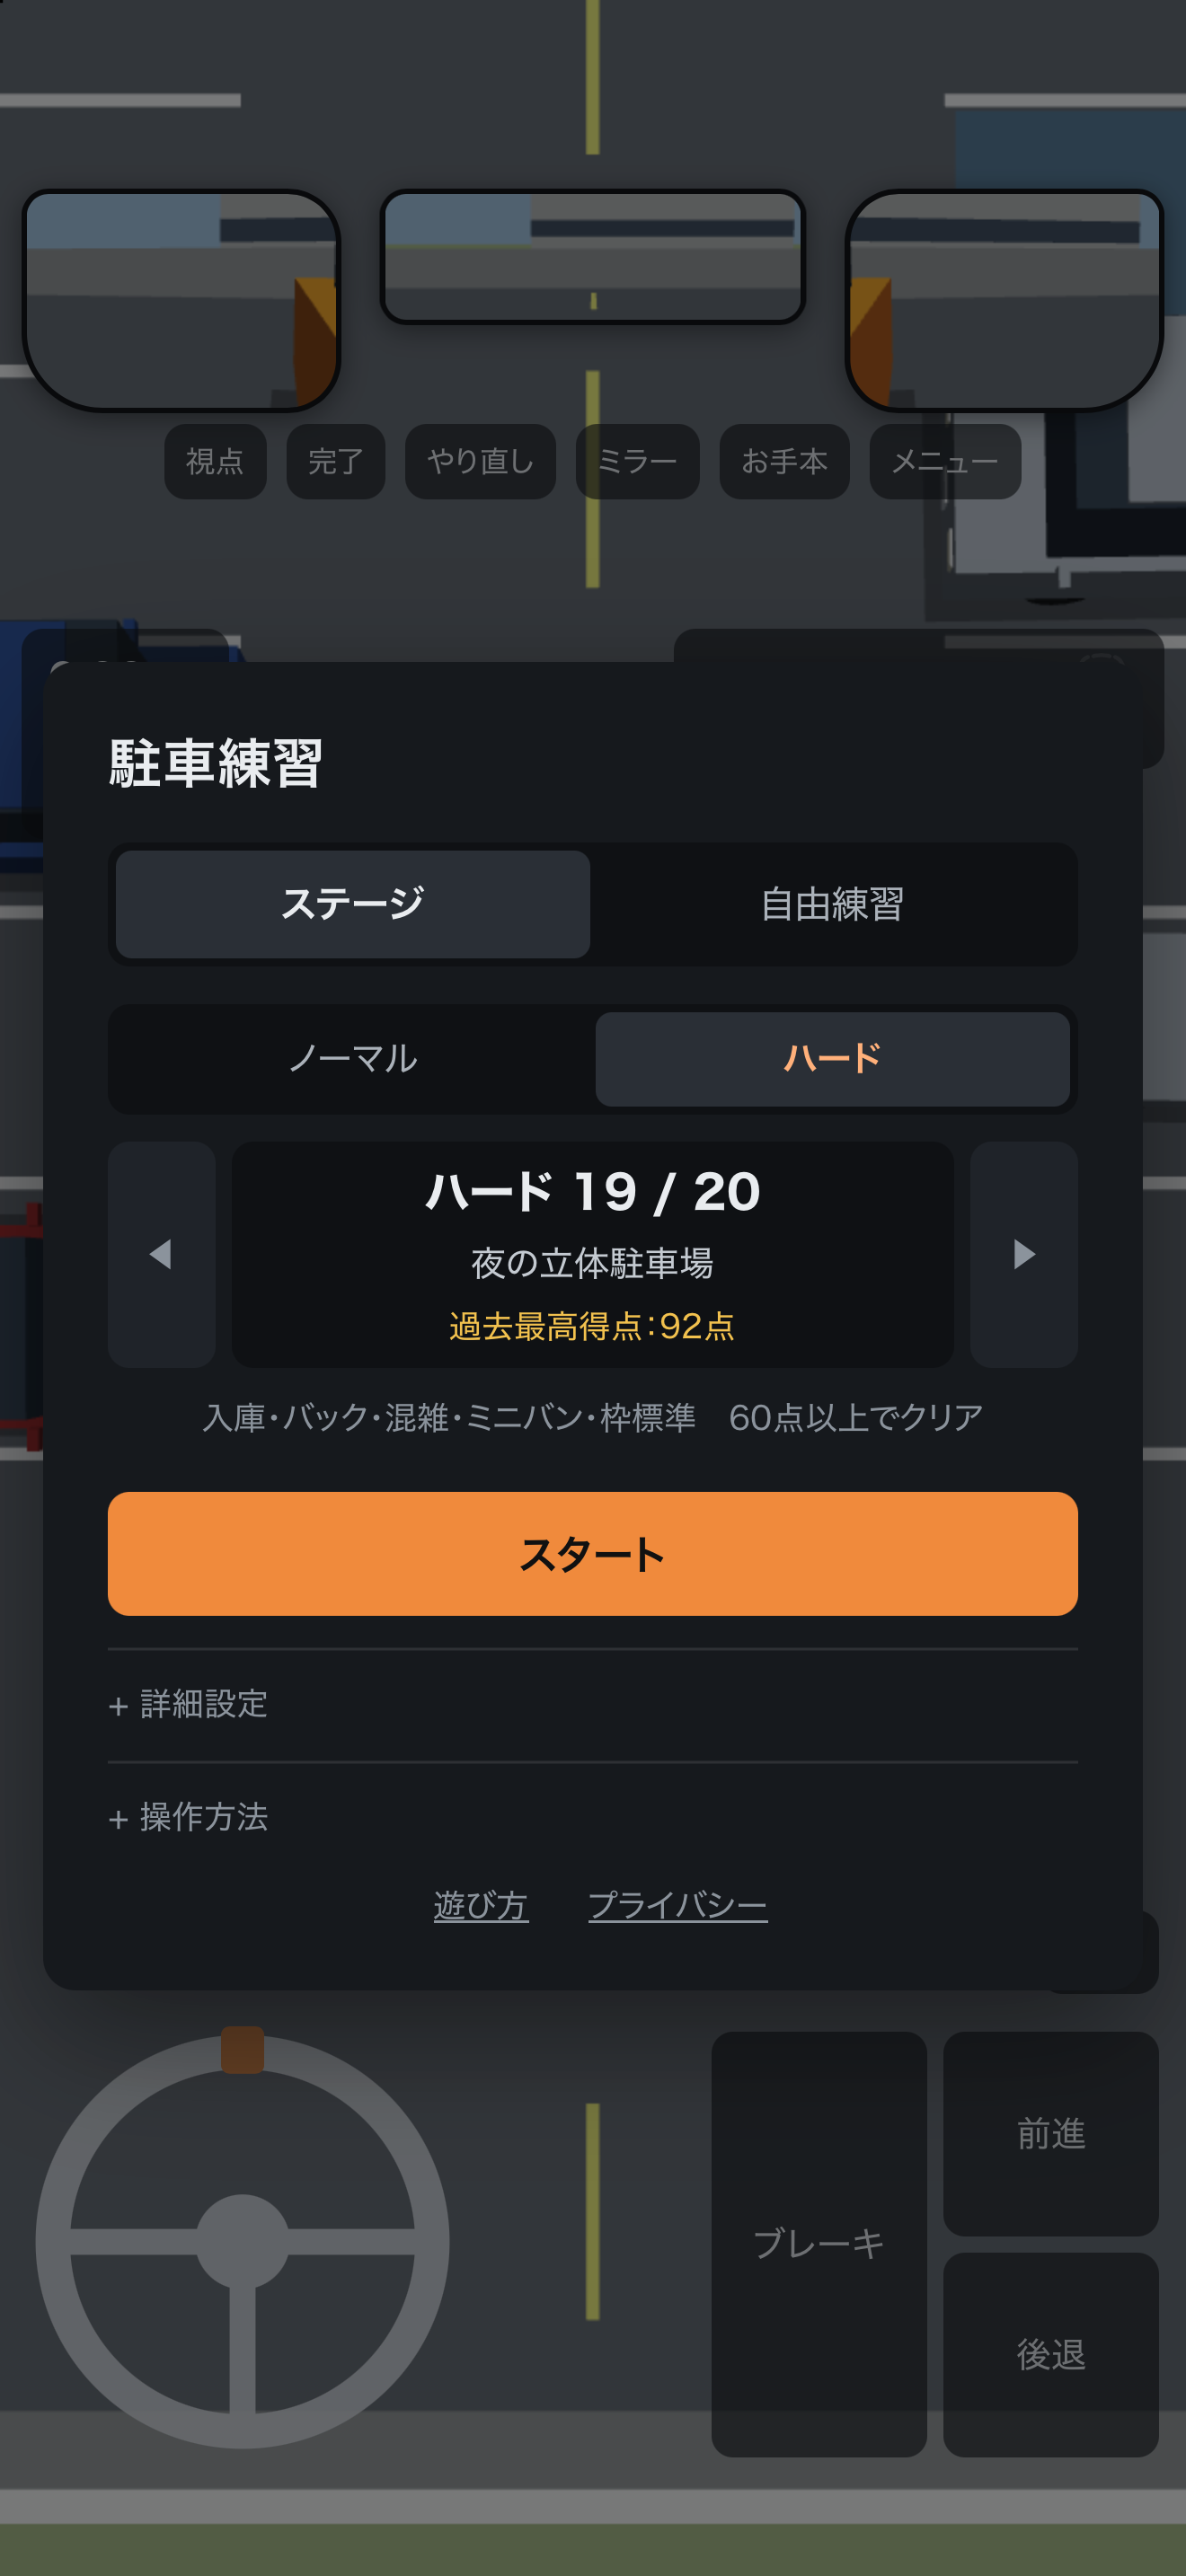 視点 完了 やり直し ミラー お手本 メニュー
駐車練習
ステージ 自由練習
ノーマル ハード
ハード 19 / 20
夜の立体駐車場
過去最高得点:92点
◀ ▶
入庫・バック・混雑・ミニバン・枠標準　60点以上でクリア
スタート
+ 詳細設定
+ 操作方法
遊び方 プライバシー
前進
ブレーキ
後退